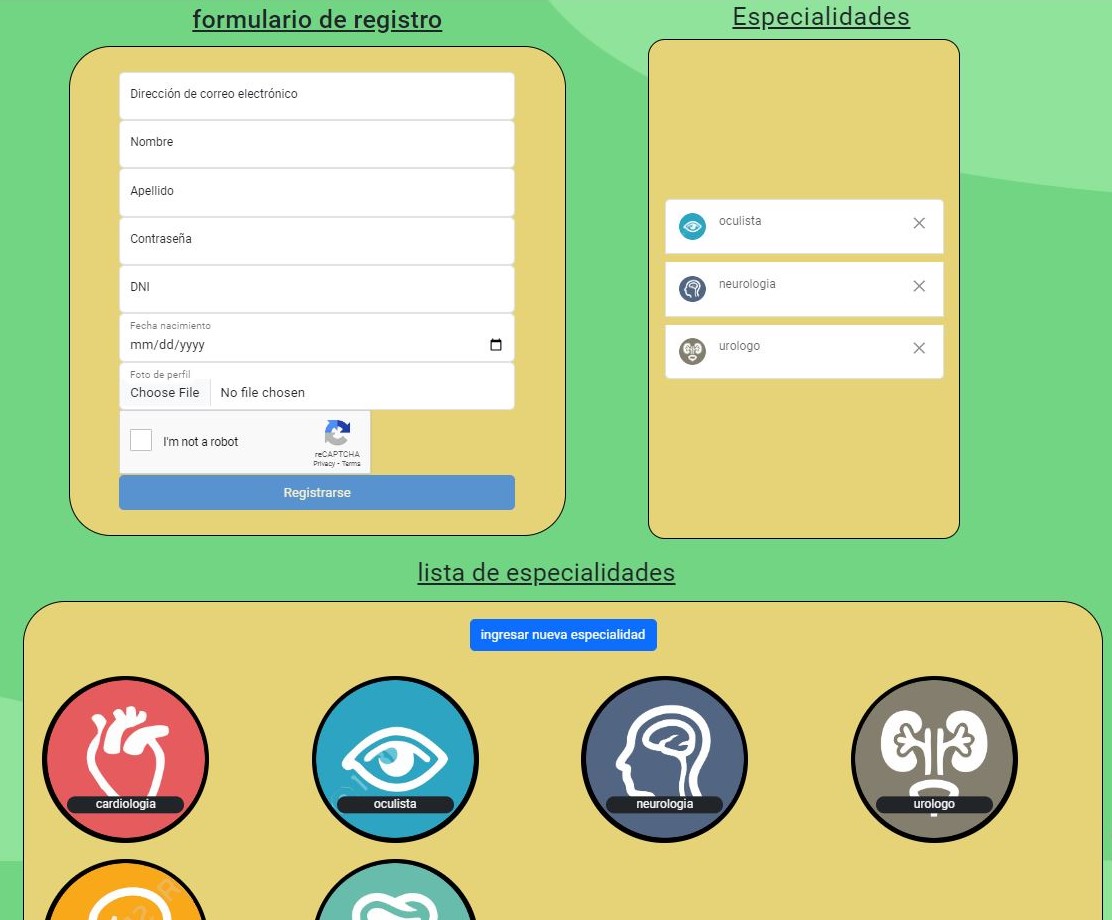 formulario de registro
Dirección de correo electrónico
Nombre
Apellido
Contraseña
DNI
Fecha nacimiento
mm/dd/yyyy
Foto de perfil
Choose File No file chosen
I'm not a robot
reCAPTCHA
Privacy - Terms
Registrarse
Especialidades
oculista
neurologia
urologo
lista de especialidades
ingresar nueva especialidad
cardiologia
oculista
neurologia
urologo